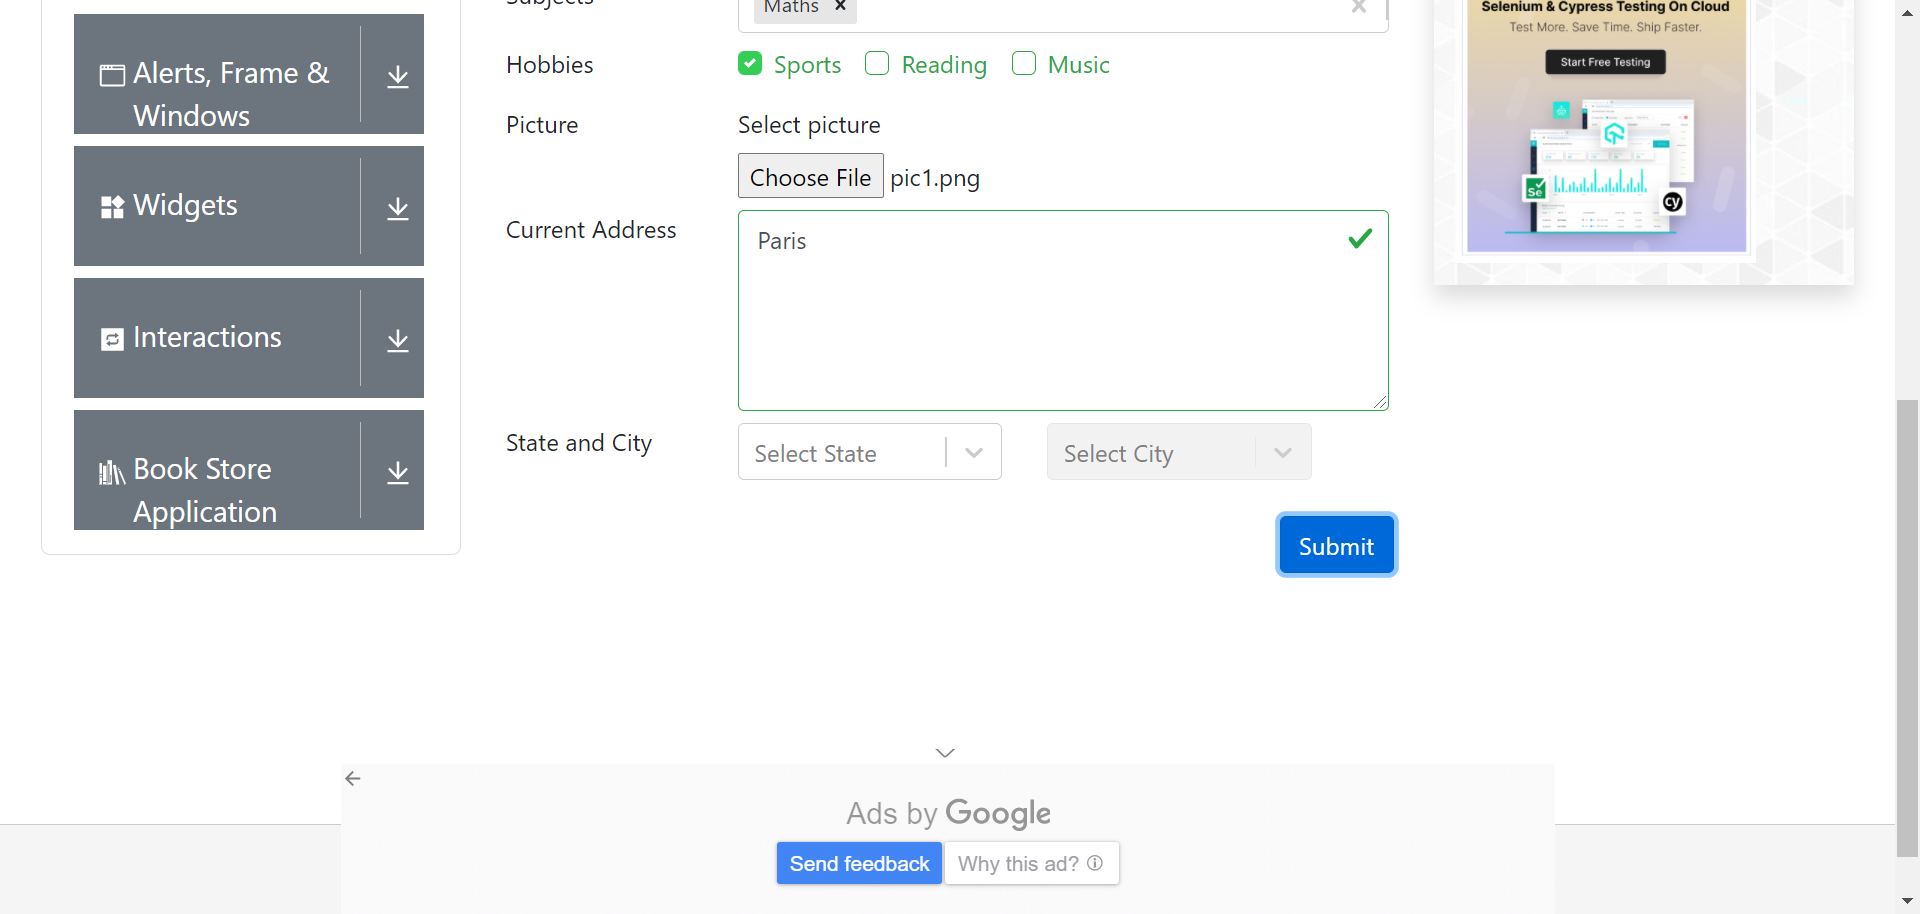 Subjects
Maths
Hobbies
Sports
Reading
Music
Picture
Select picture
Choose File
pic1.png
Current Address
Paris
State and City
Select State
Select City
Submit
Alerts, Frame &
Windows
Widgets
Interactions
Book Store
Application
Selenium & Cypress Testing On Cloud
Test More. Save Time. Ship Faster.
Start Free Testing
Se
cy
Ads by Google
Send feedback
Why this ad?